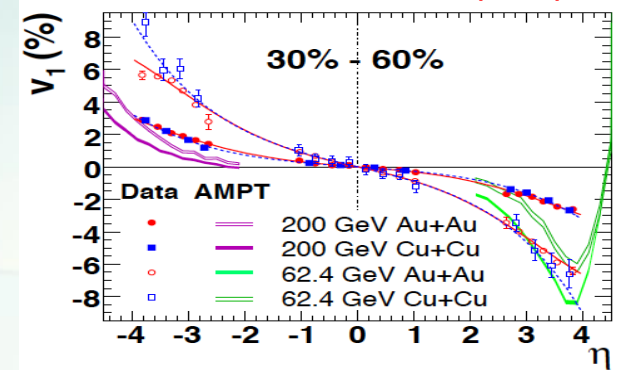 v₁ (%)
8
6
4
2
0
-2
-4
-6
-8
30% - 60%
Data AMPT
200 GeV Au+Au
200 GeV Cu+Cu
62.4 GeV Au+Au
62.4 GeV Cu+Cu
-4 -3 -2 -1 0 1 2 3 4
η